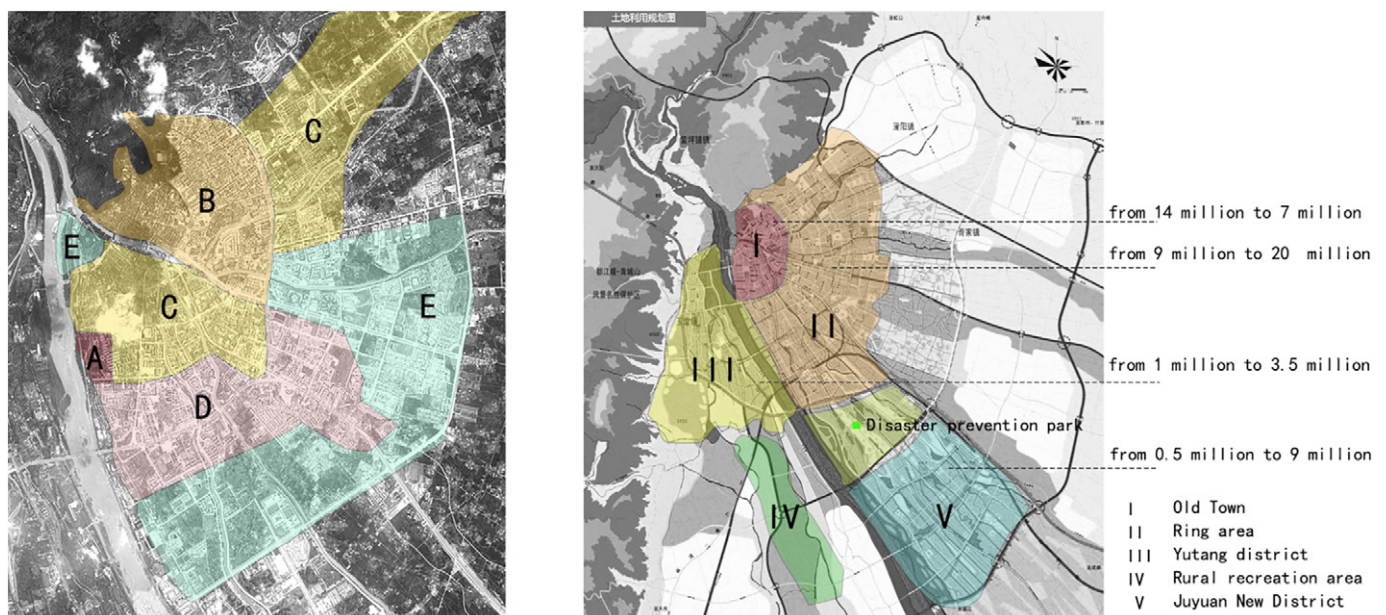 C
B
E
E
C
A
D
E
土地利用规划图
N
I
II
III
IV
V
Disaster prevention park
from 14 million to 7 million
from 9 million to 20 million
from 1 million to 3.5 million
from 0.5 million to 9 million
I Old Town
II Ring area
III Yutang district
IV Rural recreation area
V Juyuan New District